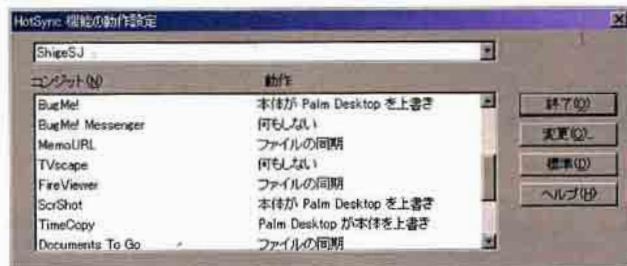 HotSync 機能の動作設定
ShigeSJ
コンジット(N) 動作
BugMe! 本体が Palm Desktop を上書き
BugMe! Messenger 何もしない
MemoURL ファイルの同期
TVscape 何もしない
FireViewer ファイルの同期
ScrShot 本体が Palm Desktop を上書き
TimeCopy Palm Desktop が本体を上書き
Documents To Go ファイルの同期
終了(O)
変更(C)...
標準(D)
ヘルプ(H)